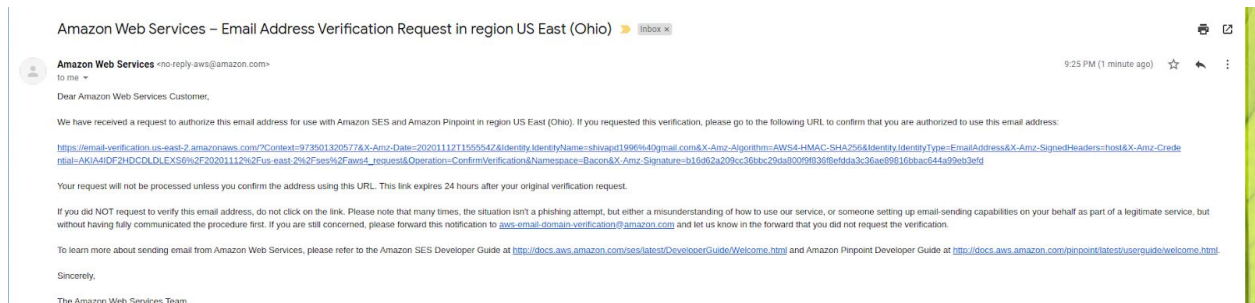 Amazon Web Services – Email Address Verification Request in region US East (Ohio) Inbox ×
Amazon Web Services <no-reply-aws@amazon.com> 9:25 PM (1 minute ago)
to me
Dear Amazon Web Services Customer,
We have received a request to authorize this email address for use with Amazon SES and Amazon Pinpoint in region US East (Ohio). If you requested this verification, please go to the following URL to confirm that you are authorized to use this email address:
https://email-verification.us-east-2.amazonaws.com/?Context=973501320577&X-Amz-Date=20201112T155554Z&Identity.IdentityName=shivapd1996%40gmail.com&X-Amz-Algorithm=AWS4-HMAC-SHA256&Identity.IdentityType=EmailAddress&X-Amz-SignedHeaders=host&X-Amz-Crede
ntial=AKIA4IDF2HDCDLDLEXS6%2F20201112%2Fus-east-2%2Fses%2Faws4_request&Operation=ConfirmVerification&Namespace=Bacon&X-Amz-Signature=b16d62a209cc36bbc29da800f9f836f8efdda3c36ae89816bbac644a99eb3efd
Your request will not be processed unless you confirm the address using this URL. This link expires 24 hours after your original verification request.
If you did NOT request to verify this email address, do not click on the link. Please note that many times, the situation isn't a phishing attempt, but either a misunderstanding of how to use our service, or someone setting up email-sending capabilities on your behalf as part of a legitimate service, but
without having fully communicated the procedure first. If you are still concerned, please forward this notification to aws-email-domain-verification@amazon.com and let us know in the forward that you did not request the verification.
To learn more about sending email from Amazon Web Services, please refer to the Amazon SES Developer Guide at http://docs.aws.amazon.com/ses/latest/DeveloperGuide/Welcome.html and Amazon Pinpoint Developer Guide at http://docs.aws.amazon.com/pinpoint/latest/userguide/welcome.html.
Sincerely,
The Amazon Web Services Team.